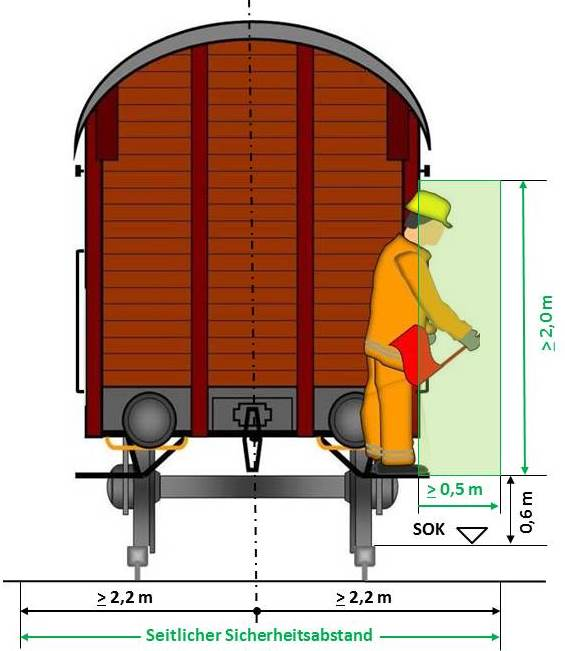 ≥ 2,0 m
≥ 0,5 m
0,6 m
SOK
≥ 2,2 m
≥ 2,2 m
Seitlicher Sicherheitsabstand